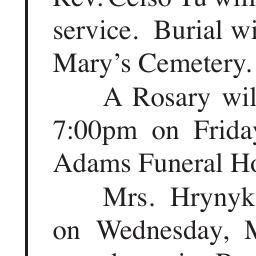 Rev. Celso Yu will
service. Burial wi
Mary's Cemetery.
A Rosary wil
7:00pm on Friday
Adams Funeral Ho
Mrs. Hrynyk
on Wednesday, M